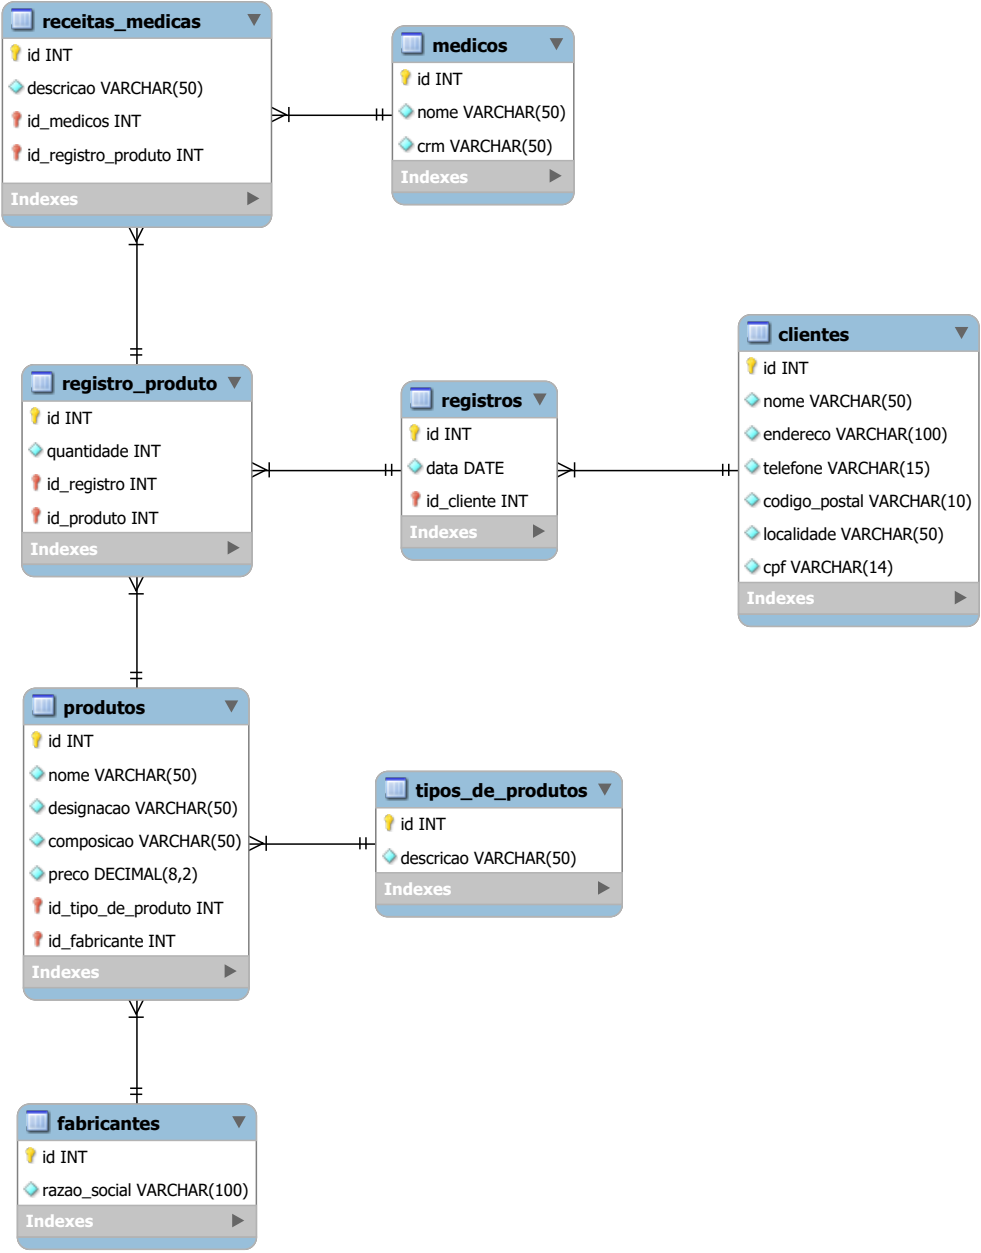 receitas_medicas
id INT
descricao VARCHAR(50)
id_medicos INT
id_registro_produto INT
Indexes
medicos
id INT
nome VARCHAR(50)
crm VARCHAR(50)
Indexes
registro_produto
id INT
quantidade INT
id_registro INT
id_produto INT
Indexes
registros
id INT
data DATE
id_cliente INT
Indexes
clientes
id INT
nome VARCHAR(50)
endereco VARCHAR(100)
telefone VARCHAR(15)
codigo_postal VARCHAR(10)
localidade VARCHAR(50)
cpf VARCHAR(14)
Indexes
produtos
id INT
nome VARCHAR(50)
designacao VARCHAR(50)
composicao VARCHAR(50)
preco DECIMAL(8,2)
id_tipo_de_produto INT
id_fabricante INT
Indexes
tipos_de_produtos
id INT
descricao VARCHAR(50)
Indexes
fabricantes
id INT
razao_social VARCHAR(100)
Indexes